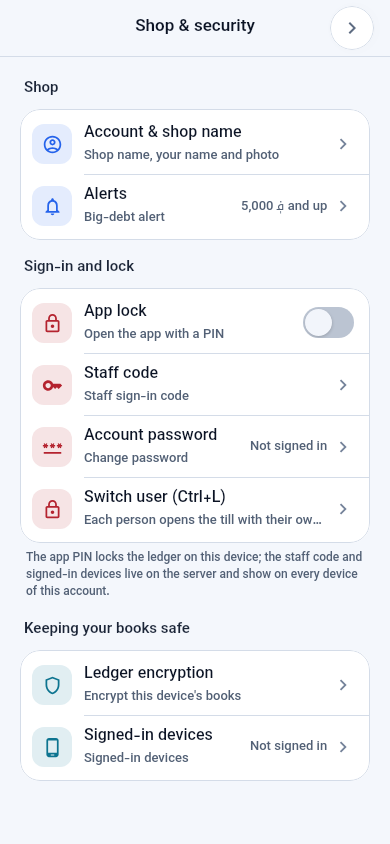 Shop & security
Shop
Account & shop name
Shop name, your name and photo
Alerts
Big-debt alert
5,000 ؋ and up
Sign-in and lock
App lock
Open the app with a PIN
Staff code
Staff sign-in code
Account password
Change password
Not signed in
Switch user (Ctrl+L)
Each person opens the till with their ow…
The app PIN locks the ledger on this device; the staff code and
signed-in devices live on the server and show on every device
of this account.
Keeping your books safe
Ledger encryption
Encrypt this device's books
Signed-in devices
Signed-in devices
Not signed in